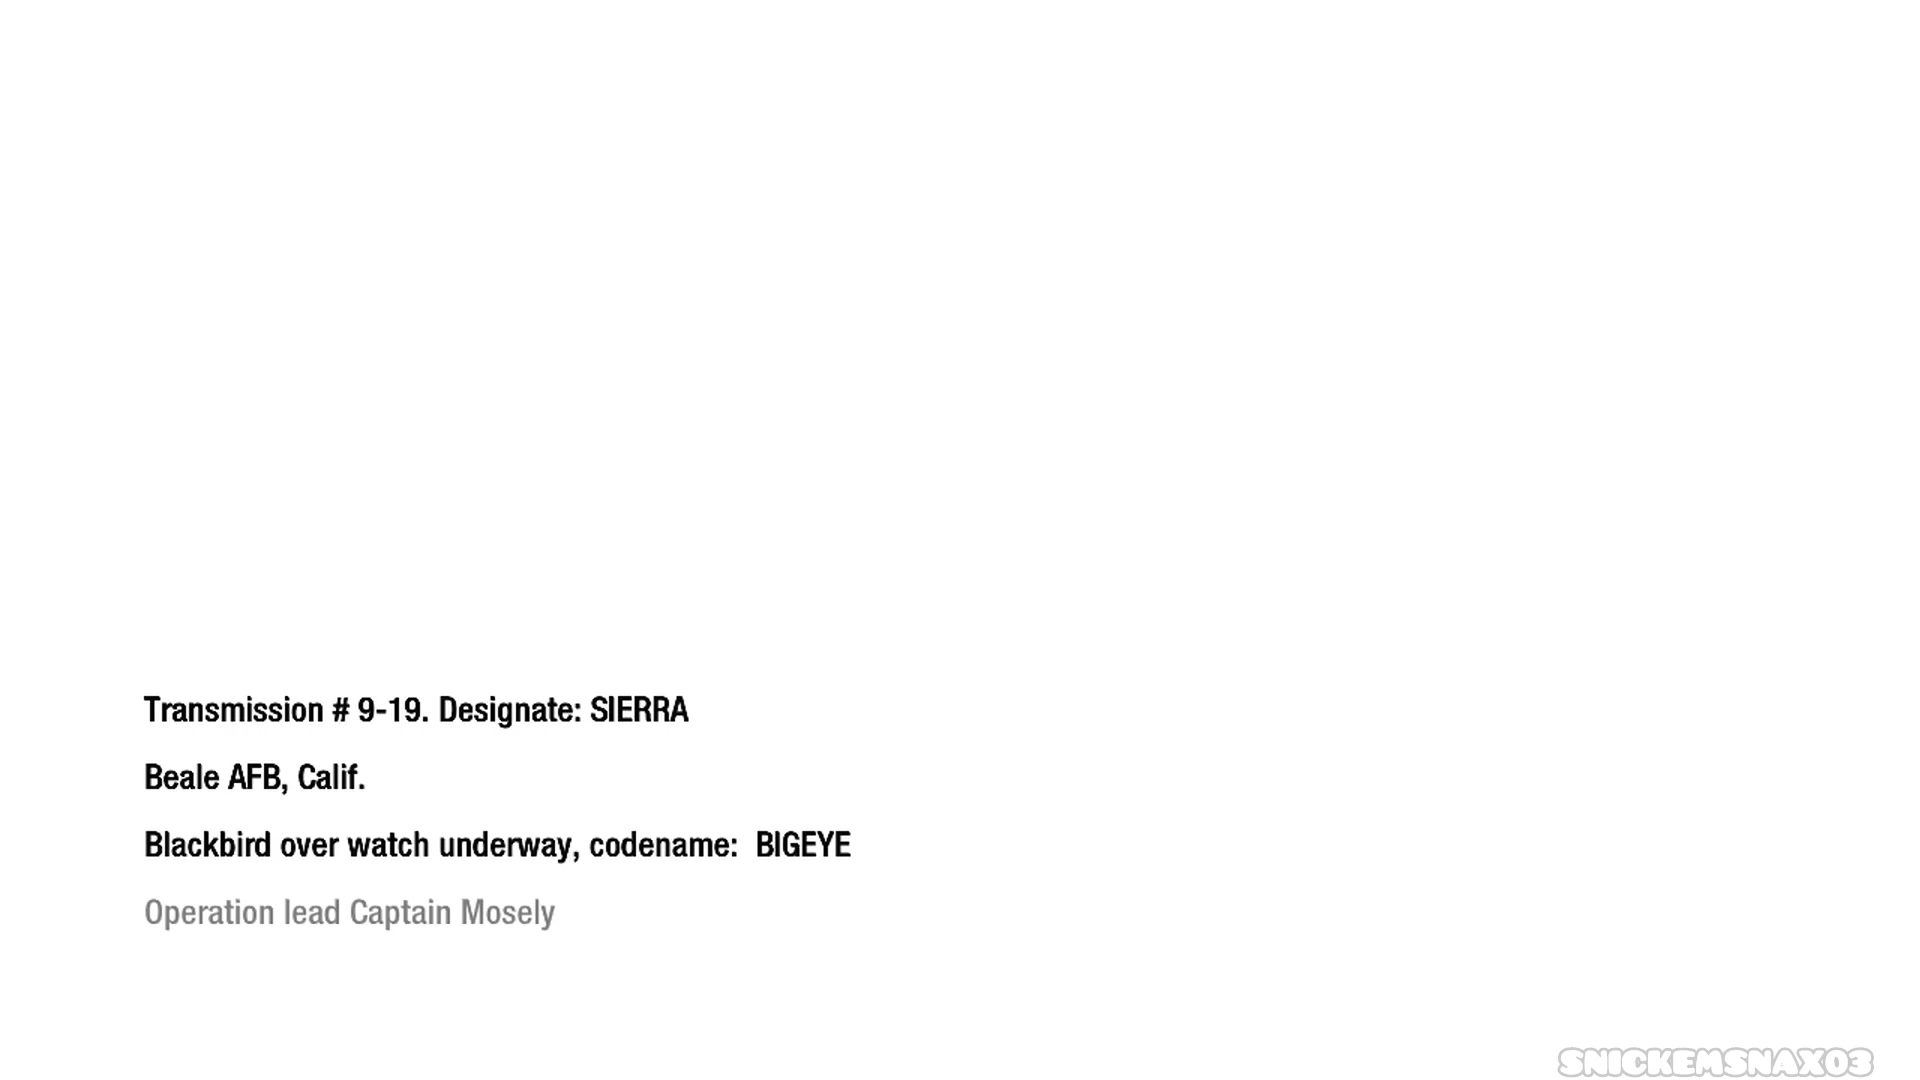 Transmission # 9-19. Designate: SIERRA
Beale AFB, Calif.
Blackbird over watch underway, codename:  BIGEYE
Operation lead Captain Mosely
SNICKEMSNAX03